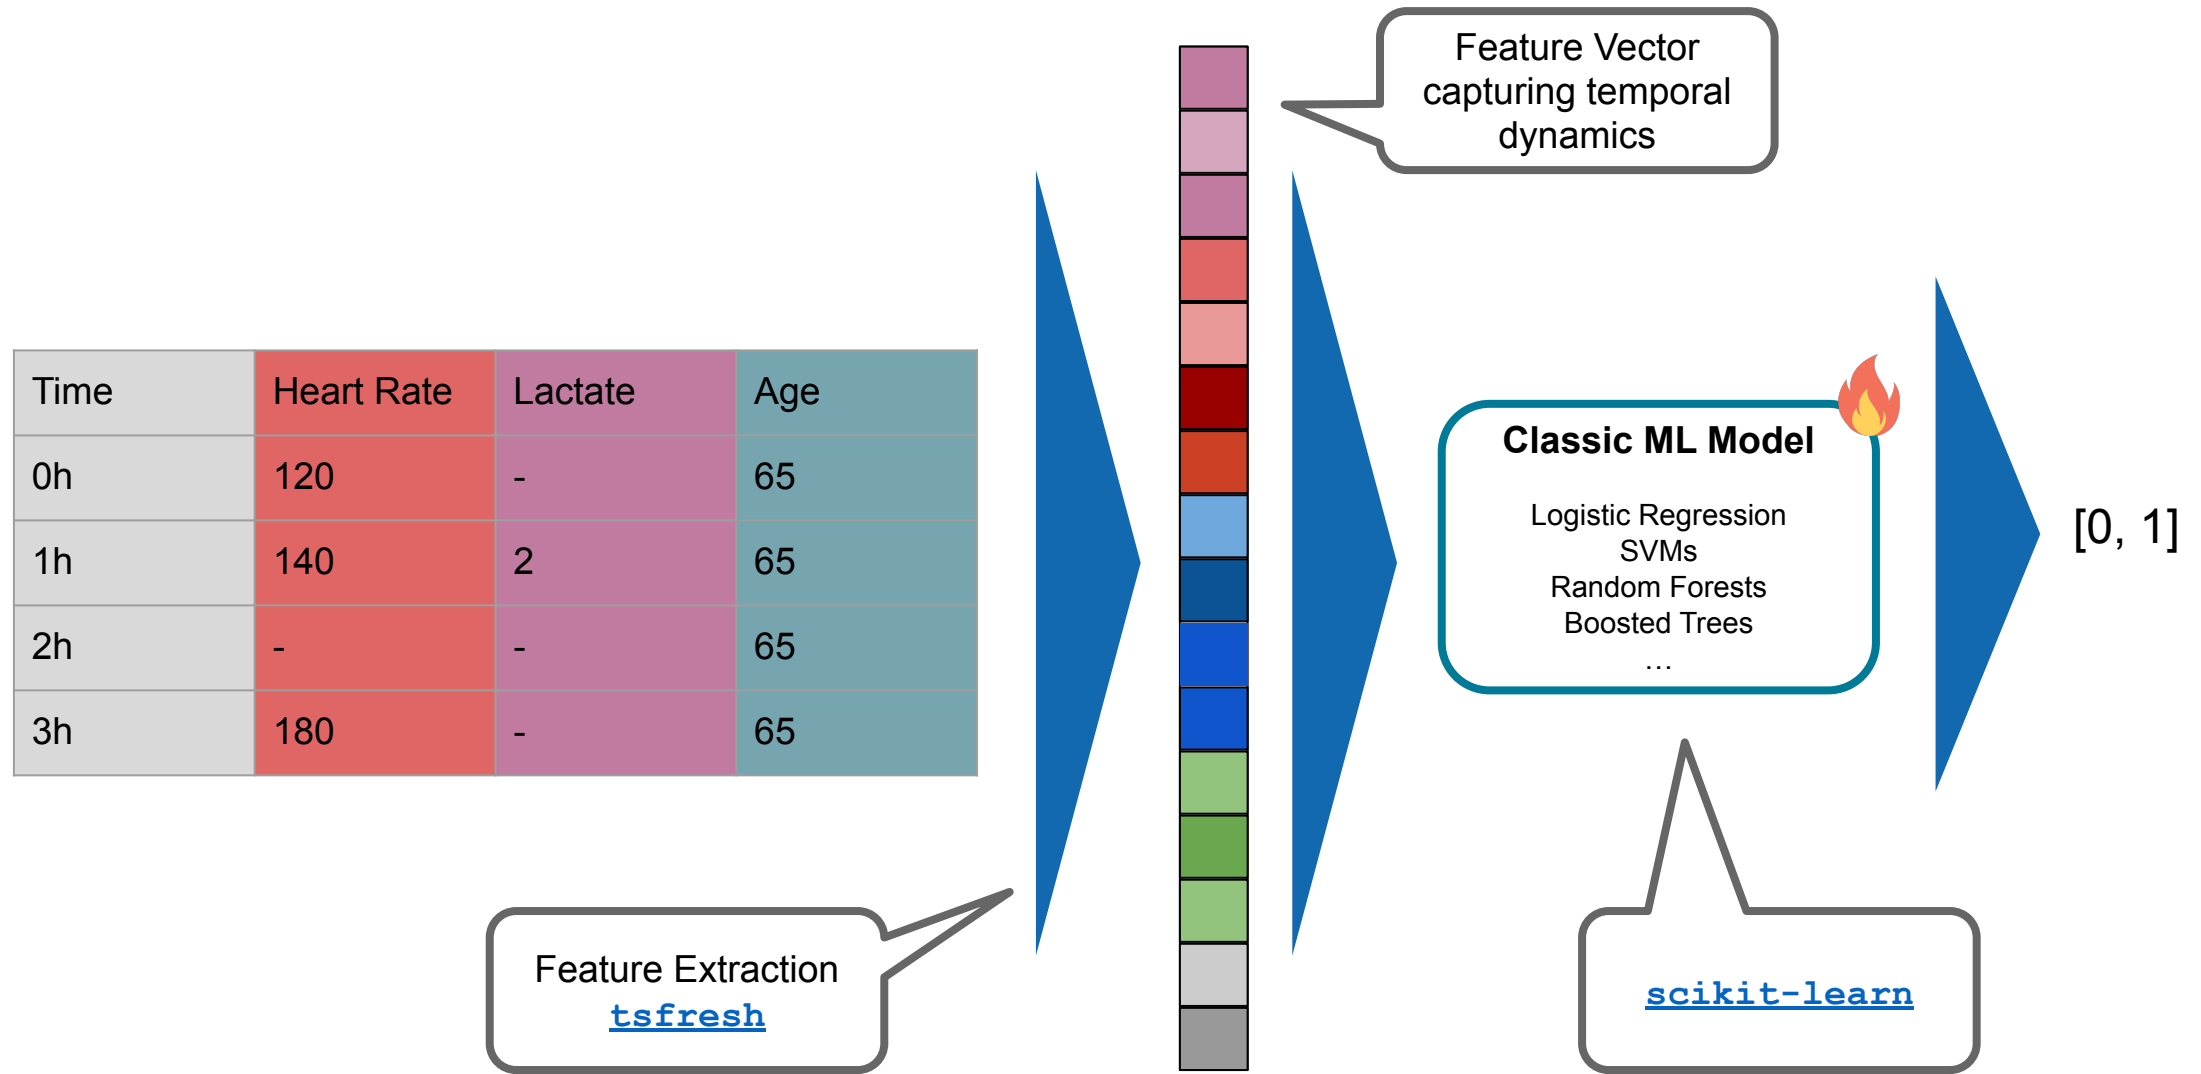 Feature Vector
capturing temporal
dynamics
Time Heart Rate Lactate Age
0h 120 - 65
1h 140 2 65
2h - - 65
3h 180 - 65
Classic ML Model
Logistic Regression
SVMs
Random Forests
Boosted Trees
…
[0, 1]
Feature Extraction
tsfresh
scikit-learn